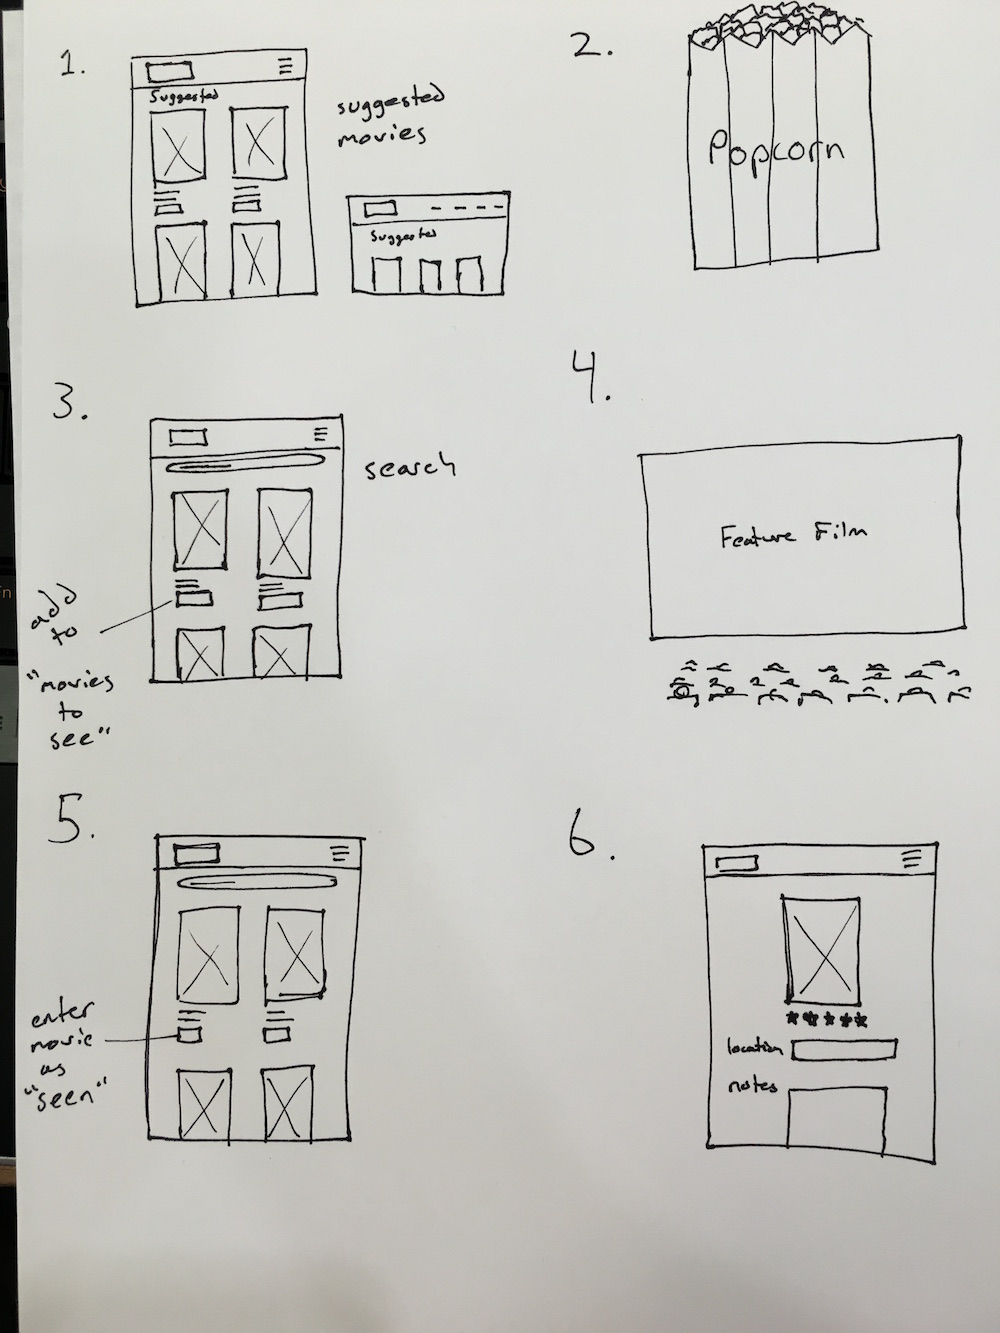 1.
Suggested
suggested
movies
Suggested
2.
Popcorn
3.
search
add
to
"movies
to
see"
4.
Feature Film
5.
enter
movie
as
"seen"
6.
location
notes